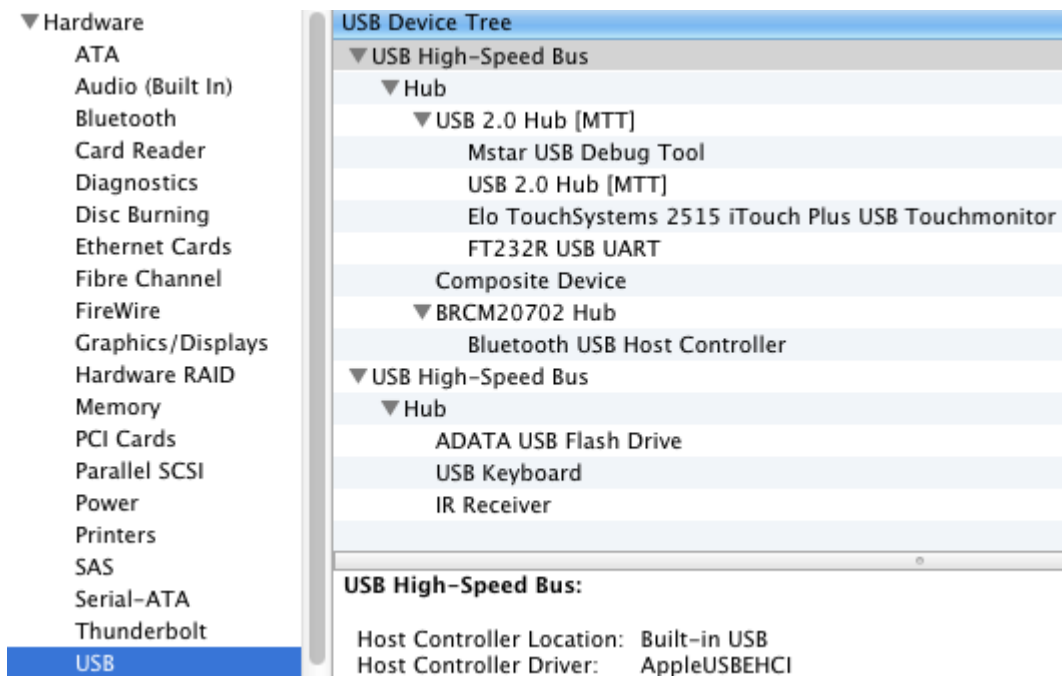 Hardware
ATA
Audio (Built In)
Bluetooth
Card Reader
Diagnostics
Disc Burning
Ethernet Cards
Fibre Channel
FireWire
Graphics/Displays
Hardware RAID
Memory
PCI Cards
Parallel SCSI
Power
Printers
SAS
Serial-ATA
Thunderbolt
USB
USB Device Tree
USB High-Speed Bus
Hub
USB 2.0 Hub [MTT]
Mstar USB Debug Tool
USB 2.0 Hub [MTT]
Elo TouchSystems 2515 iTouch Plus USB Touchmonitor
FT232R USB UART
Composite Device
BRCM20702 Hub
Bluetooth USB Host Controller
USB High-Speed Bus
Hub
ADATA USB Flash Drive
USB Keyboard
IR Receiver
USB High-Speed Bus:
Host Controller Location: Built-in USB
Host Controller Driver: AppleUSBEHCI